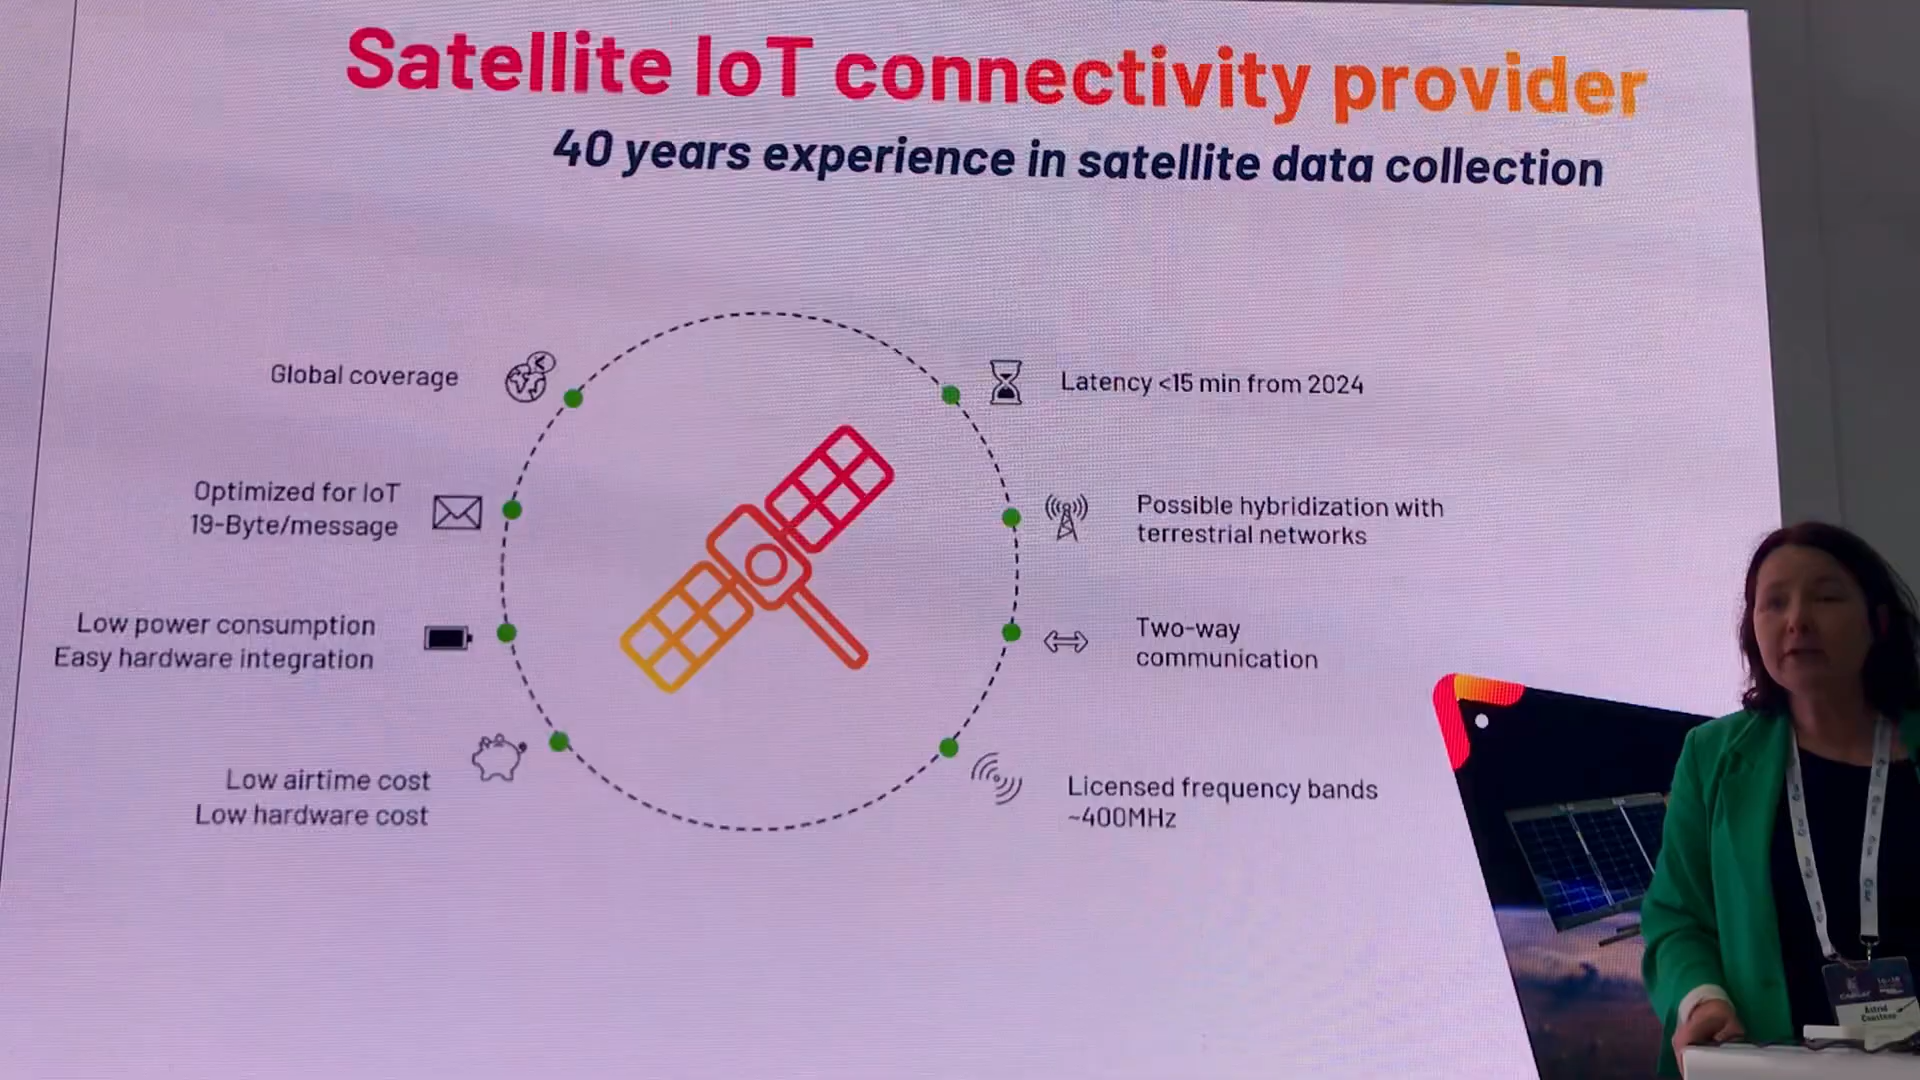 Satellite IoT connectivity provider
40 years experience in satellite data collection
Global coverage
Optimized for IoT
19-Byte/message
Low power consumption
Easy hardware integration
Low airtime cost
Low hardware cost
Latency <15 min from 2024
Possible hybridization with
terrestrial networks
Two-way
communication
Licensed frequency bands
~400MHz
Astrid